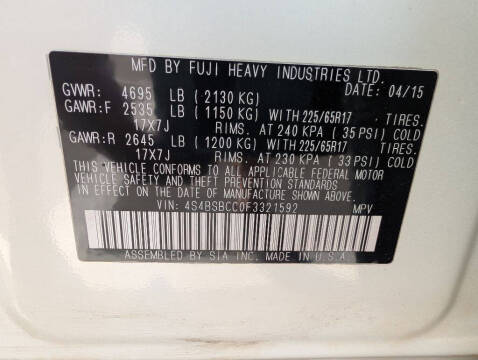 MFD BY FUJI HEAVY INDUSTRIES LTD.
DATE: 04/15
GVWR: 4695 LB ( 2130 KG)
GAWR:F 2535 LB ( 1150 KG) WITH 225/65R17 TIRES.
17X7J RIMS. AT 240 KPA ( 35 PSI) COLD
GAWR:R 2645 LB ( 1200 KG) WITH 225/65R17 TIRES.
17X7J RIMS. AT 230 KPA ( 33 PSI) COLD
THIS VEHICLE CONFORMS TO ALL APPLICABLE FEDERAL MOTOR
VEHICLE SAFETY AND THEFT PREVENTION STANDARDS IN
EFFECT ON THE DATE OF MANUFACTURE SHOWN ABOVE.
VIN: 4S4BSBCC0F3321592 MPV
ASSEMBLED BY SIA INC. MADE IN U.S.A.